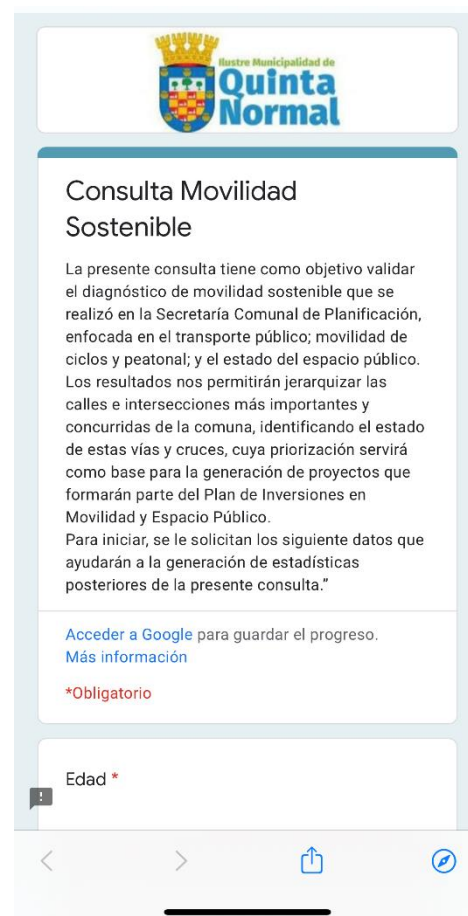 Ilustre Municipalidad de
Quinta
Normal
Consulta Movilidad
Sostenible
La presente consulta tiene como objetivo validar
el diagnóstico de movilidad sostenible que se
realizó en la Secretaría Comunal de Planificación,
enfocada en el transporte público; movilidad de
ciclos y peatonal; y el estado del espacio público.
Los resultados nos permitirán jerarquizar las
calles e intersecciones más importantes y
concurridas de la comuna, identificando el estado
de estas vías y cruces, cuya priorización servirá
como base para la generación de proyectos que
formarán parte del Plan de Inversiones en
Movilidad y Espacio Público.
Para iniciar, se le solicitan los siguiente datos que
ayudarán a la generación de estadísticas
posteriores de la presente consulta.”
Acceder a Google para guardar el progreso.
Más información
*Obligatorio
Edad *